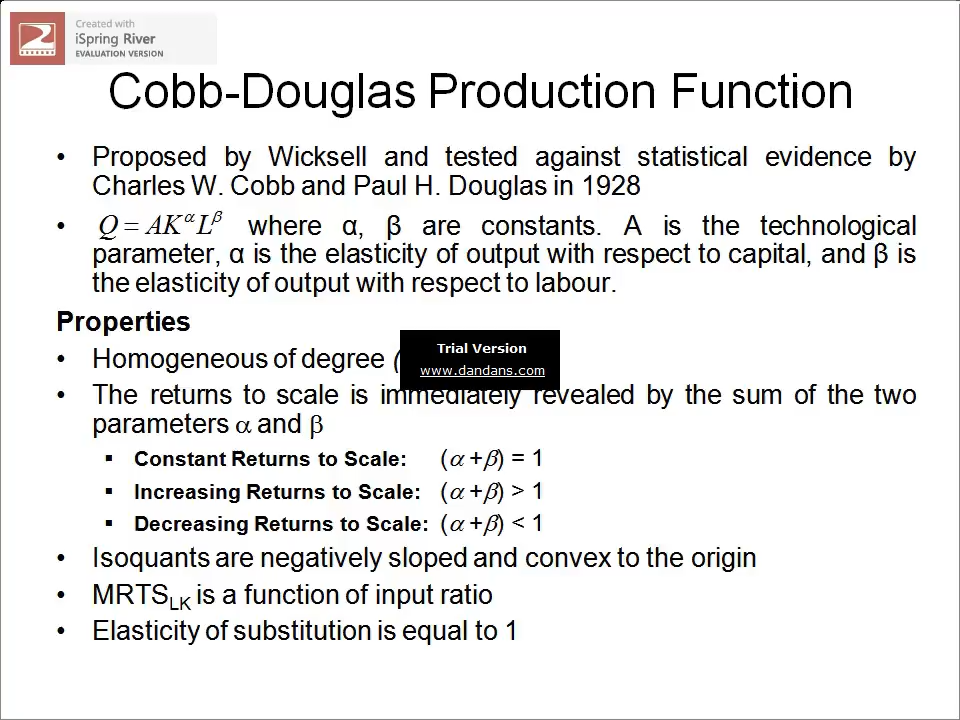 Created with
iSpring River
EVALUATION VERSION
Cobb-Douglas Production Function
• Proposed by Wicksell and tested against statistical evidence by
Charles W. Cobb and Paul H. Douglas in 1928
• Q = AK^α L^β where α, β are constants. A is the technological
parameter, α is the elasticity of output with respect to capital, and β is
the elasticity of output with respect to labour.
Properties
• Homogeneous of degree (
Trial Version
www.dandans.com
• The returns to scale is immediately revealed by the sum of the two
parameters α and β
▪ Constant Returns to Scale: (α +β) = 1
▪ Increasing Returns to Scale: (α +β) > 1
▪ Decreasing Returns to Scale: (α +β) < 1
• Isoquants are negatively sloped and convex to the origin
• MRTS_LK is a function of input ratio
• Elasticity of substitution is equal to 1